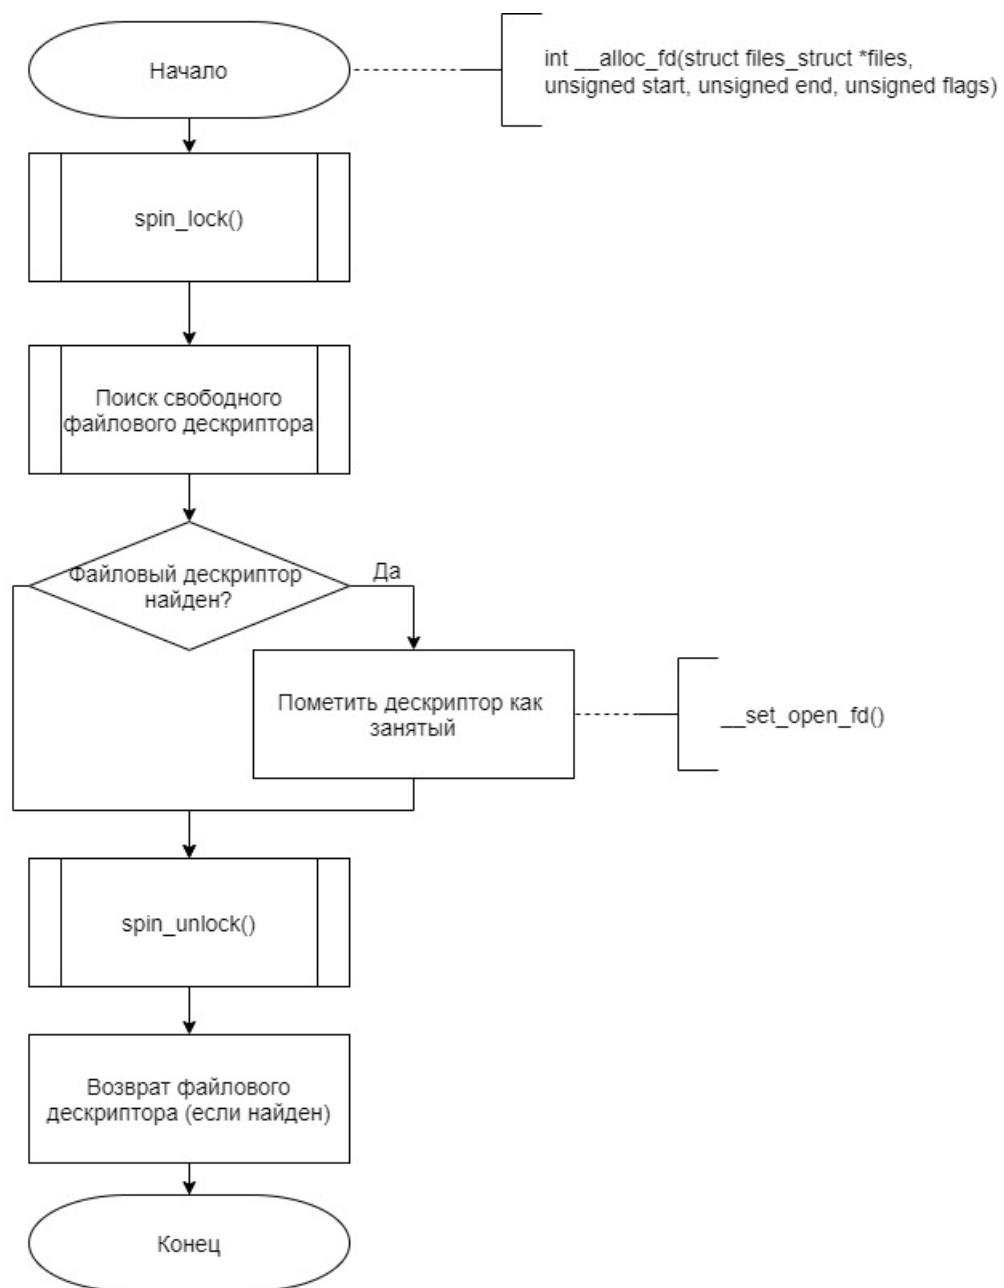 Начало
int __alloc_fd(struct files_struct *files,
unsigned start, unsigned end, unsigned flags)
spin_lock()
Поиск свободного
файлового дескриптора
Файловый дескриптор
найден?
Да
Пометить дескриптор как
занятый
__set_open_fd()
spin_unlock()
Возврат файлового
дескриптора (если найден)
Конец